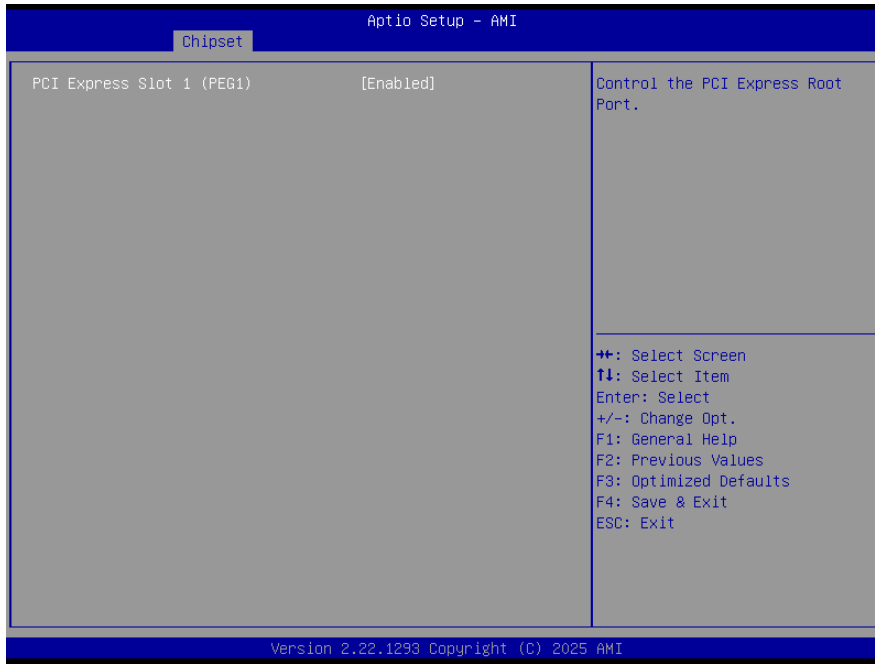 Aptio Setup – AMI
Chipset
PCI Express Slot 1 (PEG1) [Enabled]
Control the PCI Express Root
Port.
→←: Select Screen
↑↓: Select Item
Enter: Select
+/-: Change Opt.
F1: General Help
F2: Previous Values
F3: Optimized Defaults
F4: Save & Exit
ESC: Exit
Version 2.22.1293 Copyright (C) 2025 AMI